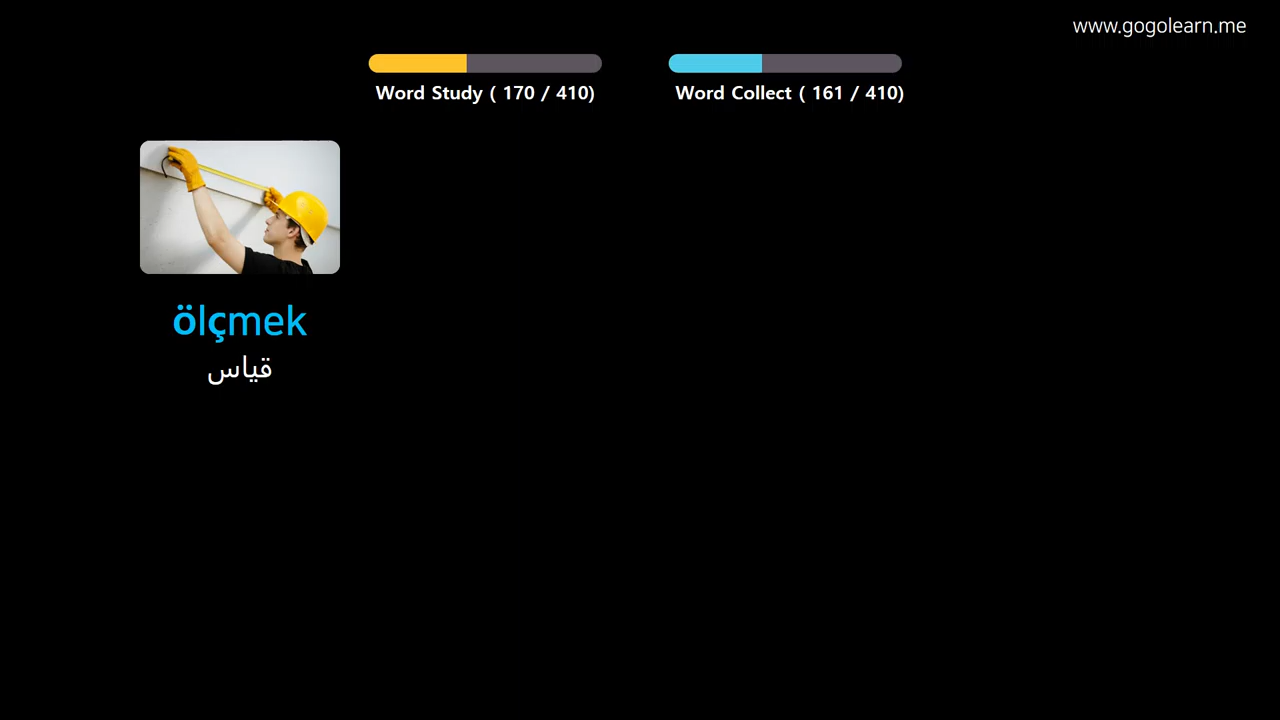 www.gogolearn.me
Word Study ( 170 / 410)
Word Collect ( 161 / 410)
ölçmek
قياس